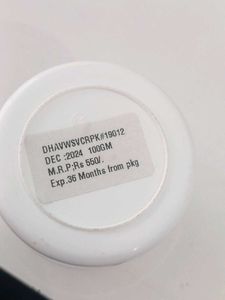 DHAVWSVCRPK#19012
DEC :2024 100GM
M.R.P;Rs 550/.
Exp.36 Months from pkg